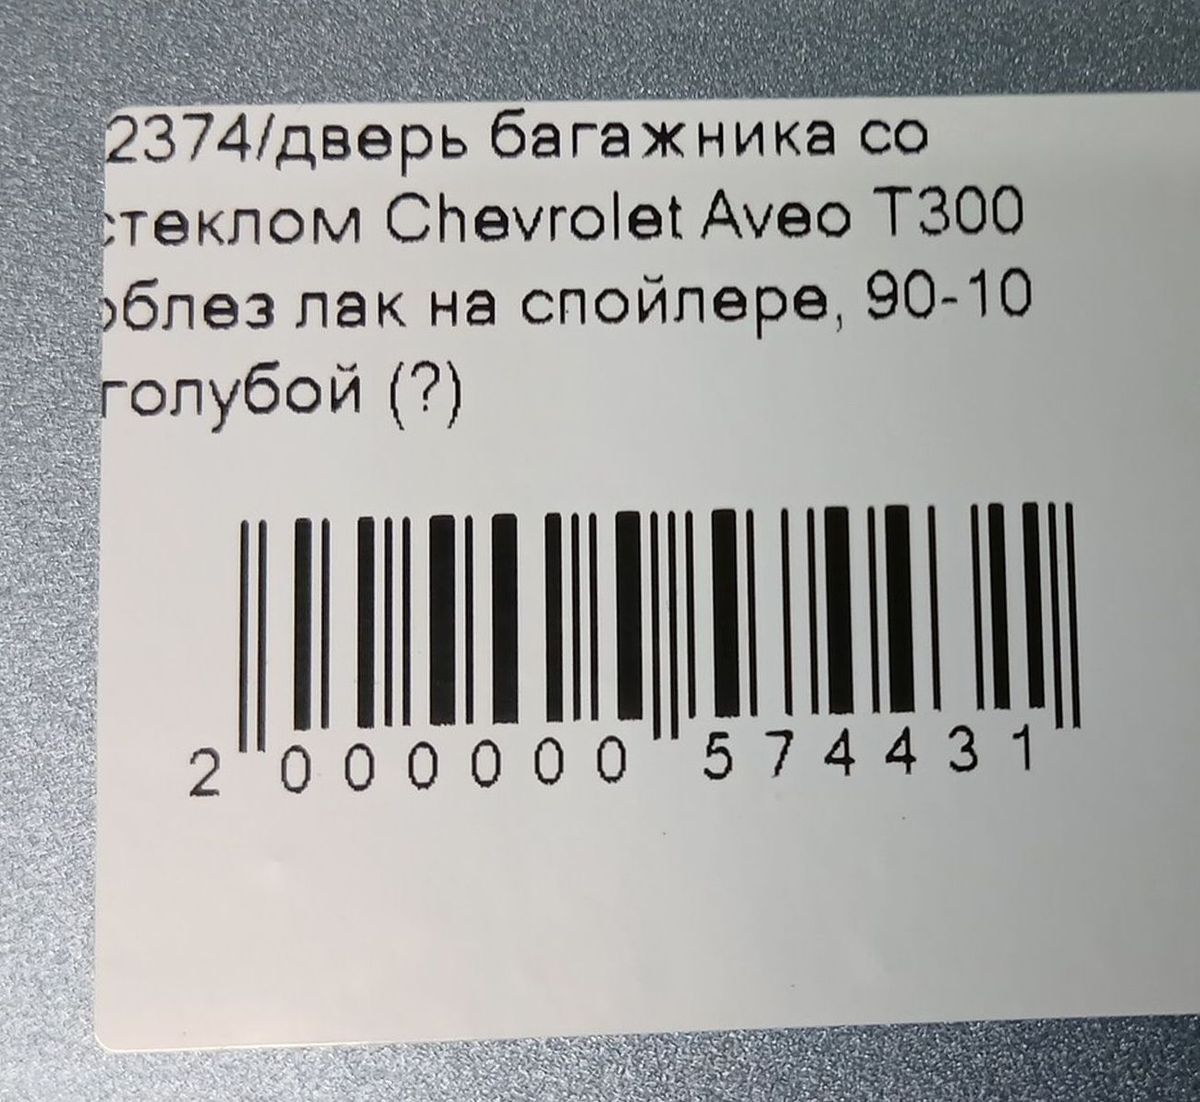 2374/дверь багажника со
стеклом Chevrolet Aveo T300
облез лак на спойлере, 90-10
голубой (?)
2 000000 574431